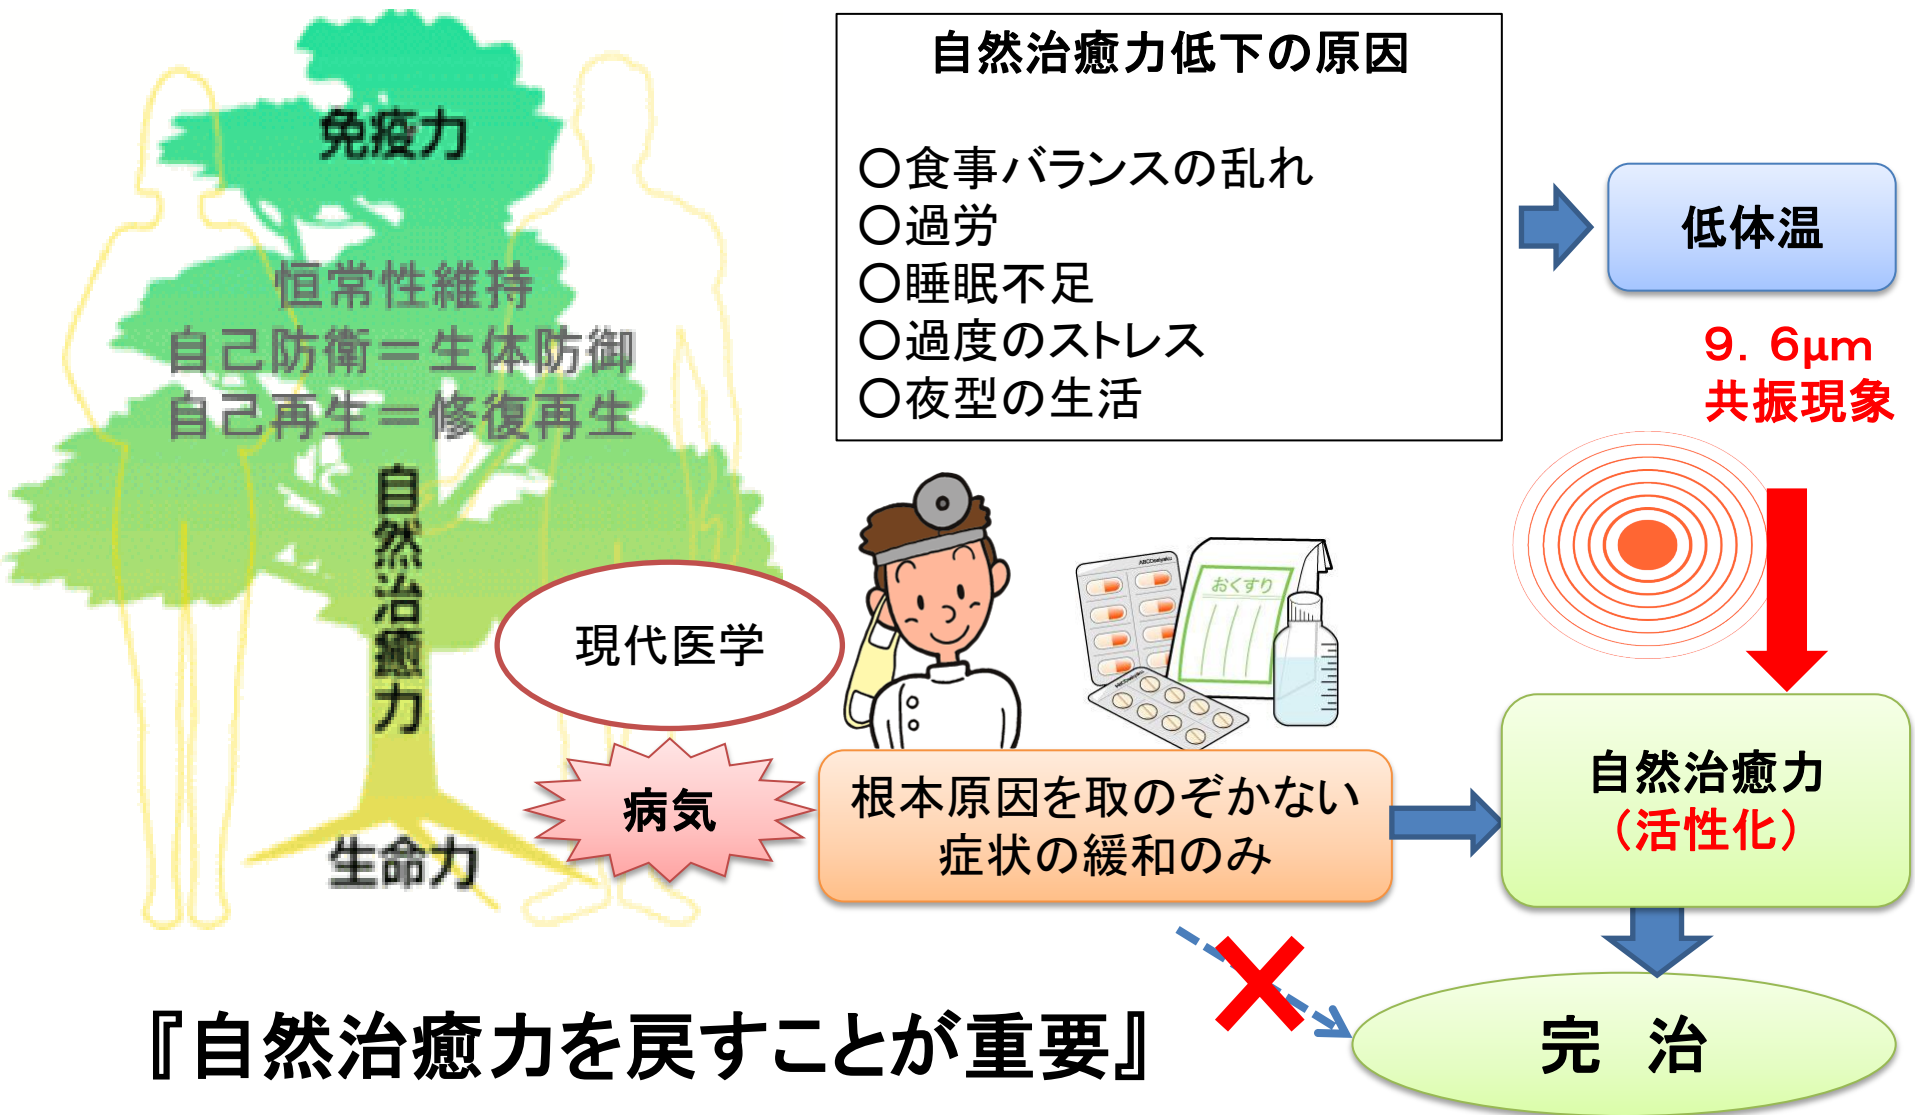 免疫力
恒常性維持
自己防衛＝生体防御
自己再生＝修復再生
自然治癒力
生命力
自然治癒力低下の原因
○食事バランスの乱れ
○過労
○睡眠不足
○過度のストレス
○夜型の生活
低体温
９．６μｍ
共振現象
現代医学
おくすり
病気
根本原因を取のぞかない
症状の緩和のみ
自然治癒力
（活性化）
完　治
『自然治癒力を戻すことが重要』